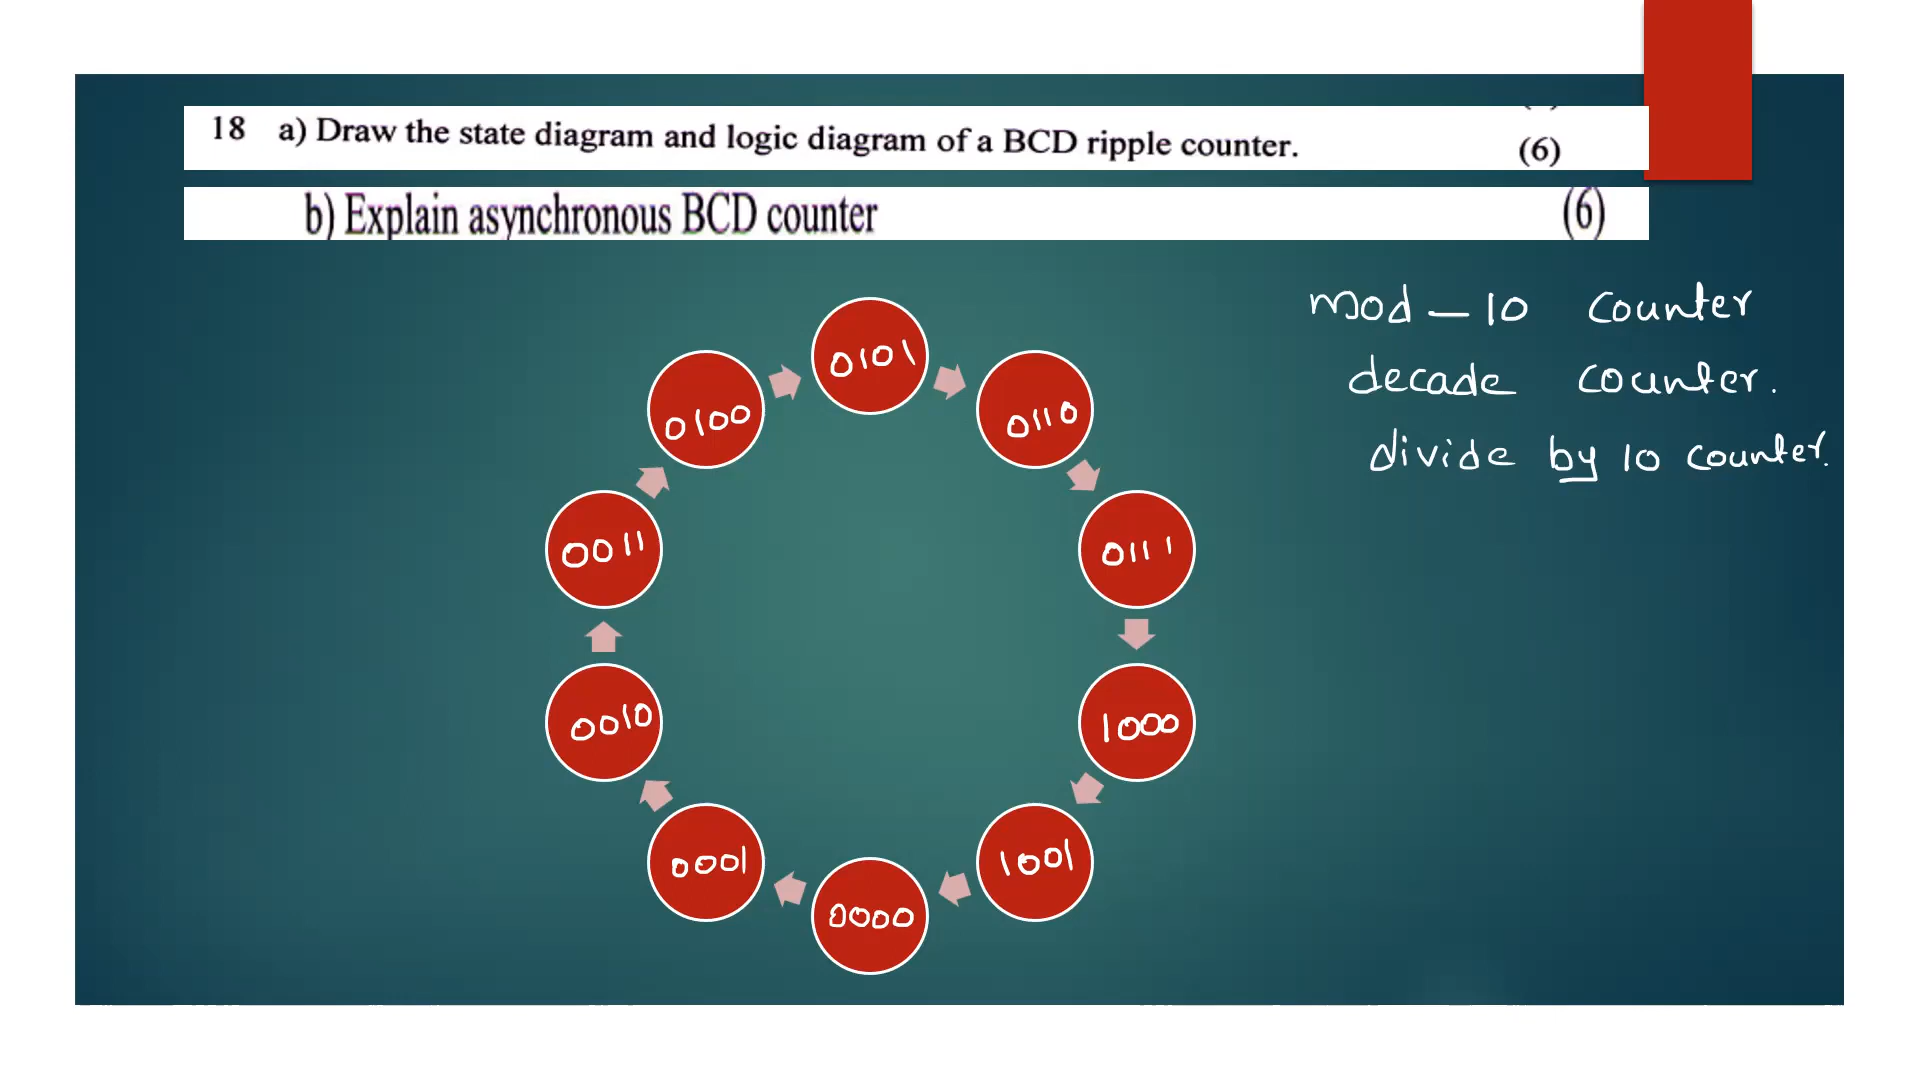 18 a) Draw the state diagram and logic diagram of a BCD ripple counter. (6)
b) Explain asynchronous BCD counter (6)
mod – 10 counter
decade counter.
divide by 10 counter.
0101
0100
0110
0011
0111
0010
1000
0001
1001
0000